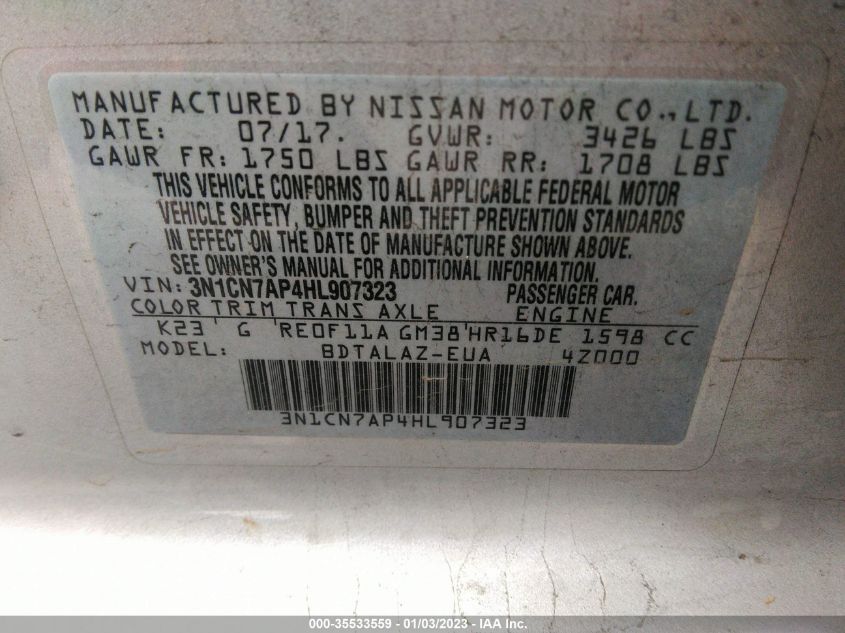 MANUFACTURED BY NISSAN MOTOR CO., LTD.
DATE: 07/17. GVWR: 3426 LBS
GAWR FR: 1750 LBS GAWR RR: 1708 LBS
THIS VEHICLE CONFORMS TO ALL APPLICABLE FEDERAL MOTOR
VEHICLE SAFETY, BUMPER AND THEFT PREVENTION STANDARDS
IN EFFECT ON THE DATE OF MANUFACTURE SHOWN ABOVE.
SEE OWNER'S MANUAL FOR ADDITIONAL INFORMATION.
VIN: 3N1CN7AP4HL907323 PASSENGER CAR.
COLOR TRIM TRANS AXLE ENGINE
K23 G RE0F11A GM38 HR16DE 1598 CC
MODEL: BDTALAZ-EUA 4Z000
3N1CN7AP4HL907323
000-35533559 - 01/03/2023 - IAA Inc.